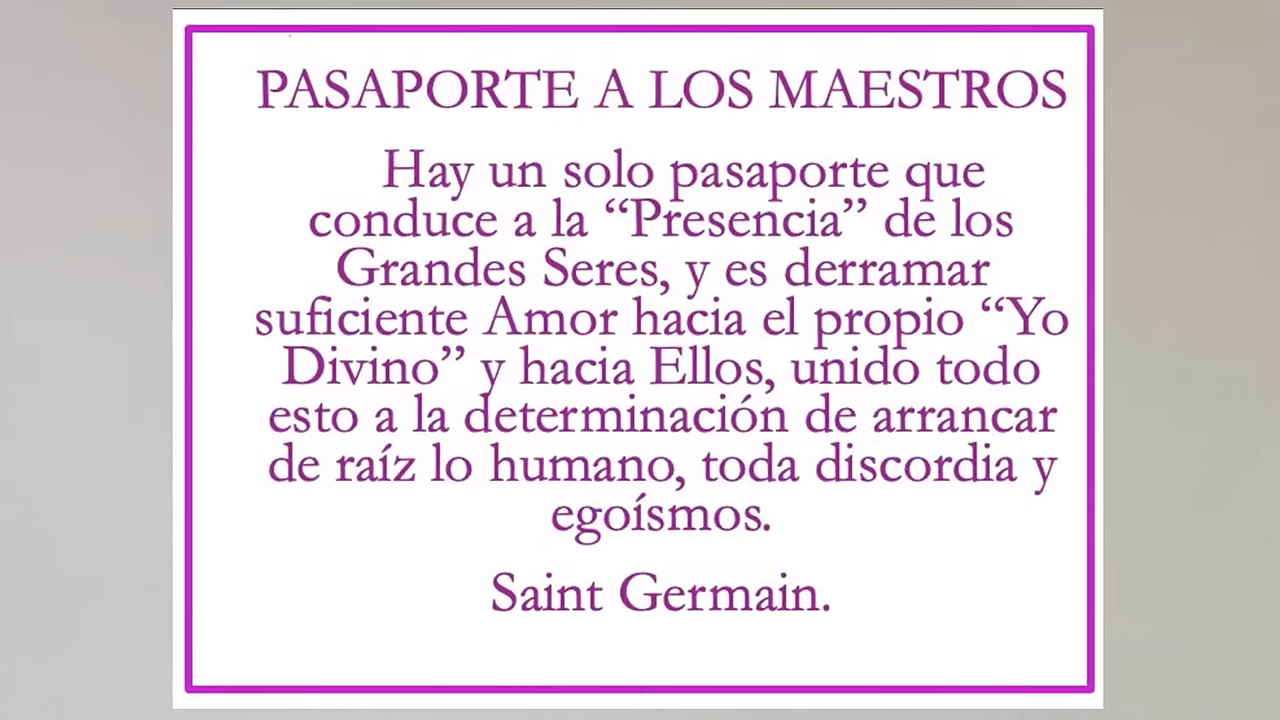 PASAPORTE A LOS MAESTROS
Hay un solo pasaporte que
conduce a la “Presencia” de los
Grandes Seres, y es derramar
suficiente Amor hacia el propio “Yo
Divino” y hacia Ellos, unido todo
esto a la determinación de arrancar
de raíz lo humano, toda discordia y
egoísmos.
Saint Germain.